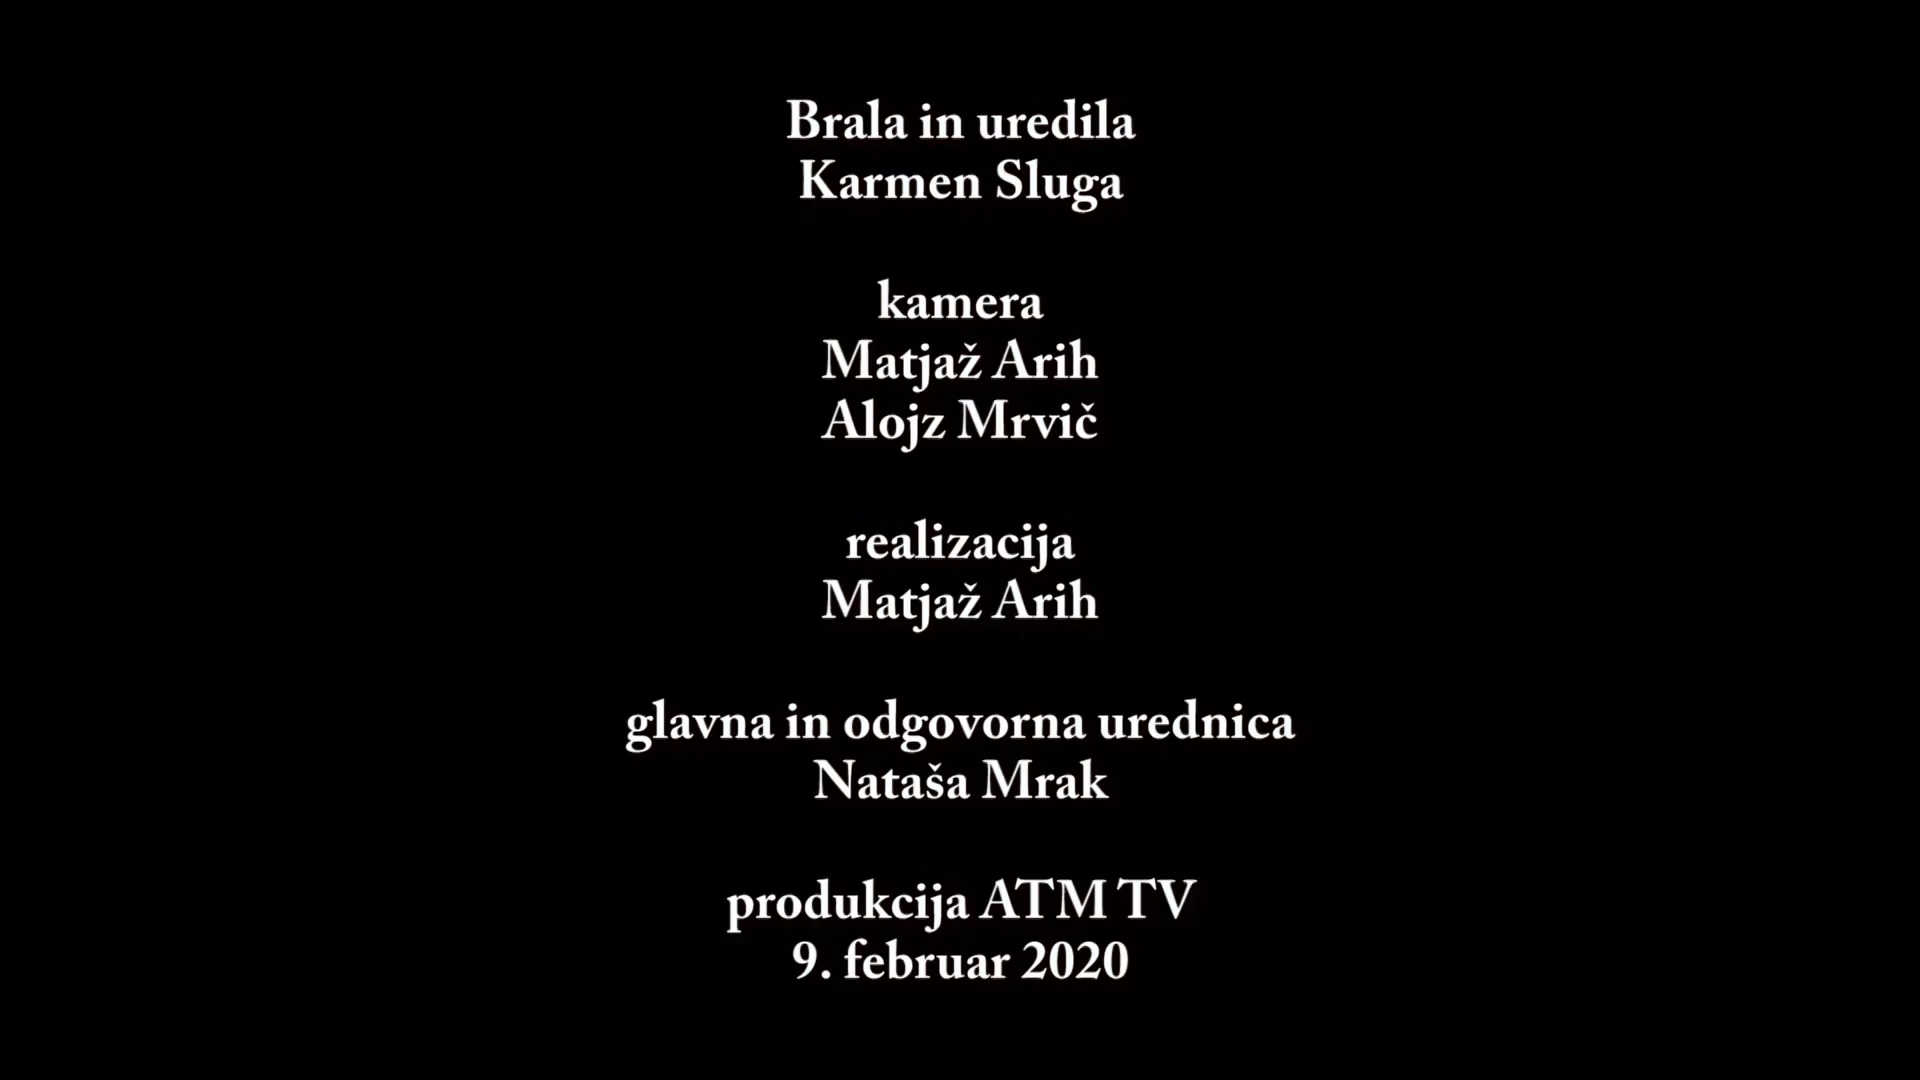 Brala in uredila
Karmen Sluga
kamera
Matjaž Arih
Alojz Mrvič
realizacija
Matjaž Arih
glavna in odgovorna urednica
Nataša Mrak
produkcija ATM TV
9. februar 2020